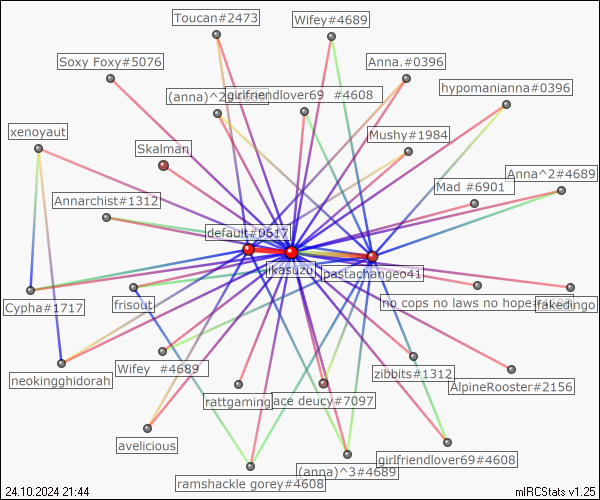 Toucan#2473
Wifey#4689
Soxy Foxy#5076
Anna.#0396
hypomanianna#0396
(anna)^2#4689
girlfriendlover69 #4608
xenoyaut
Mushy#1984
Skalman
Anna^2#4689
Mad #6901
Annarchist#1312
default#0617
ikasuzu
pastachangeo41
Cypha#1717
frisout
no cops no laws no hope
fakedingo
Wifey #4689
zibbits#1312
neokingghidorah
AlpineRooster#2156
rattgaming
ace deucy#7097
avelicious
girlfriendlover69#4608
(anna)^3#4689
ramshackle gorey#4608
24.10.2024 21:44
mIRCStats v1.25